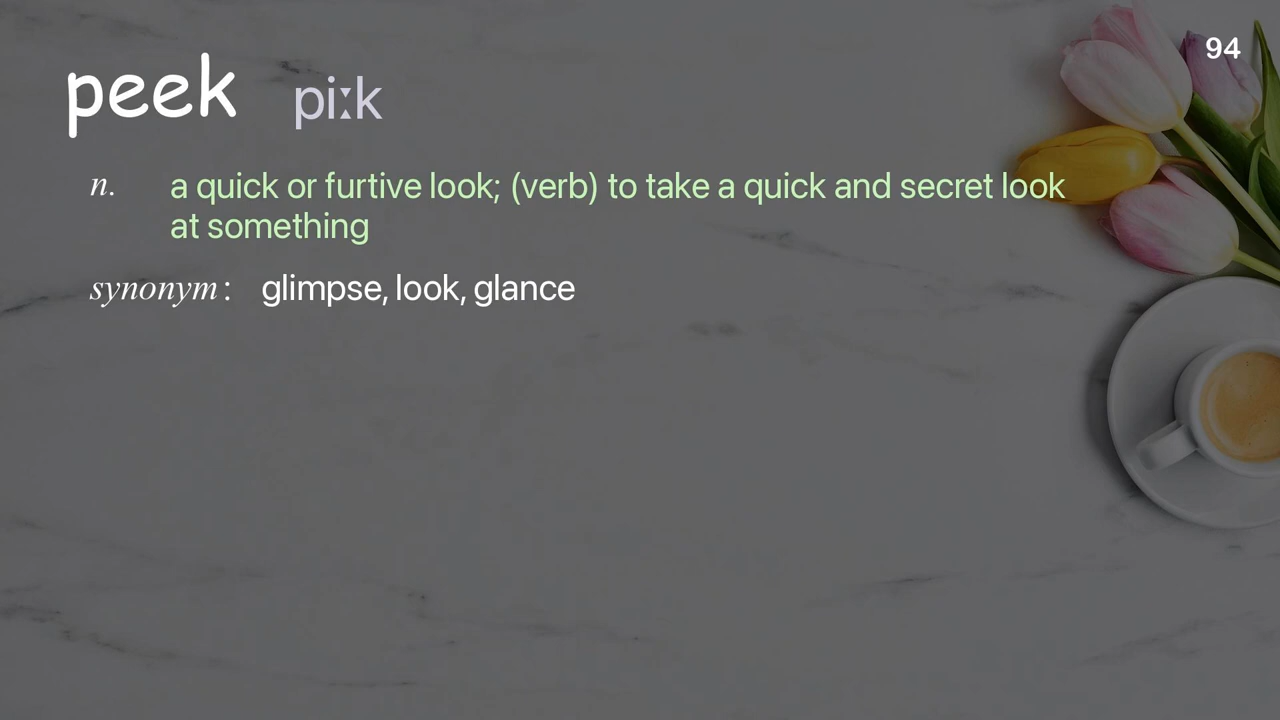 94
peek piːk
n. a quick or furtive look; (verb) to take a quick and secret look
at something
synonym : glimpse, look, glance